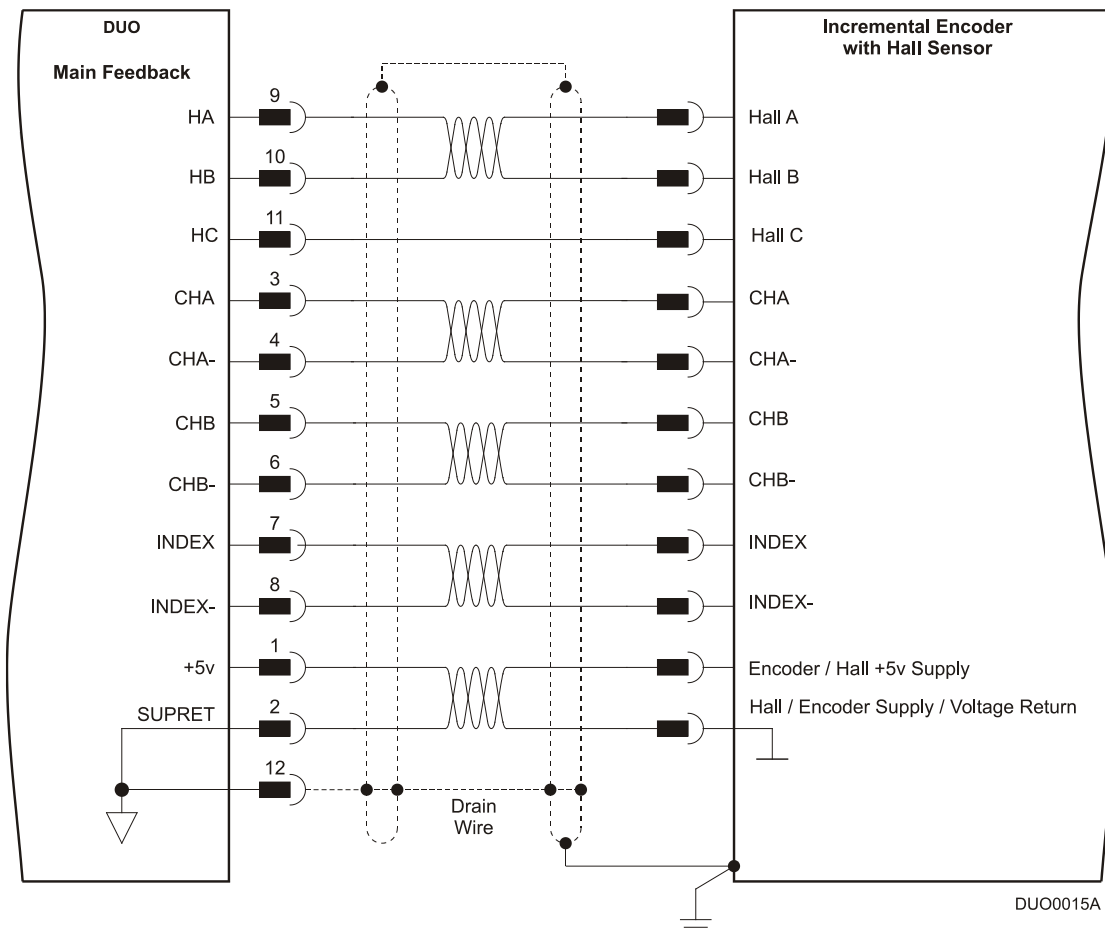 DUO
Main Feedback
Incremental Encoder
with Hall Sensor
HA
9
Hall A
HB
10
Hall B
HC
11
Hall C
CHA
3
CHA
CHA-
4
CHA-
CHB
5
CHB
CHB-
6
CHB-
INDEX
7
INDEX
INDEX-
8
INDEX-
+5v
1
Encoder / Hall +5v Supply
SUPRET
2
Hall / Encoder Supply / Voltage Return
12
Drain
Wire
DUO0015A